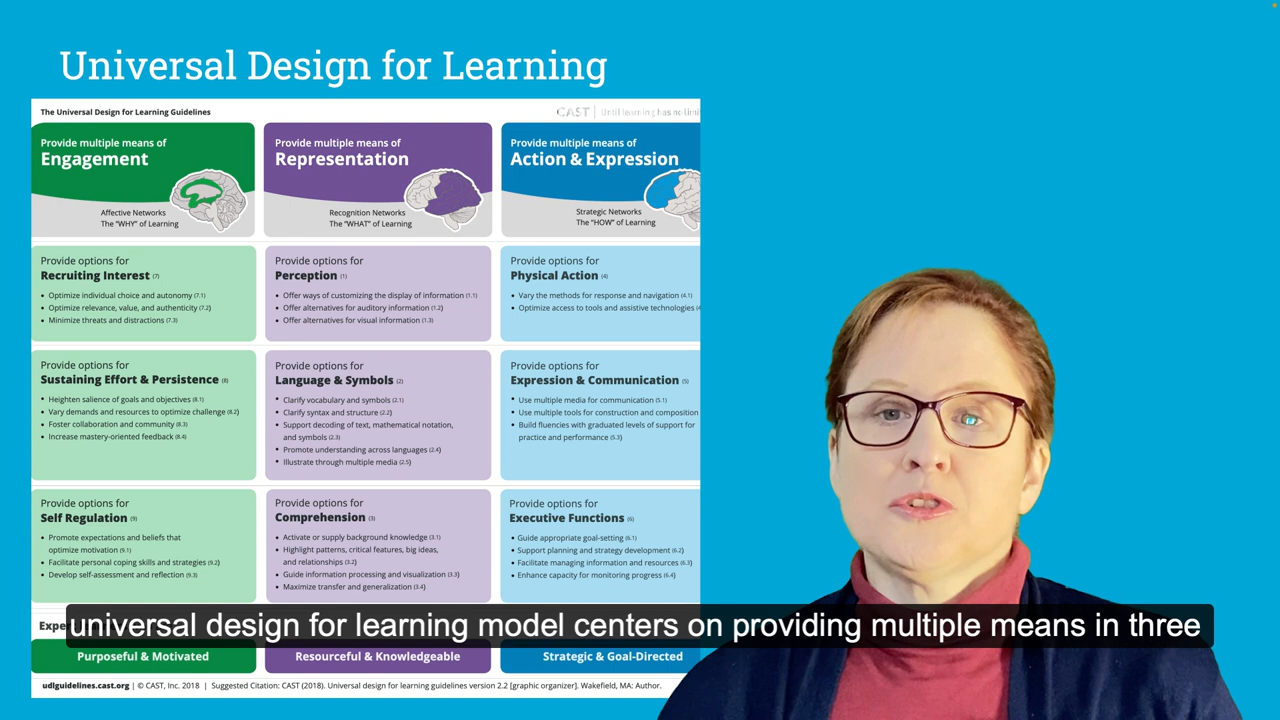 Universal Design for Learning
The Universal Design for Learning Guidelines
CAST | Until learning has no limi
Provide multiple means of
Engagement
Affective Networks
The "WHY" of Learning
Provide multiple means of
Representation
Recognition Networks
The "WHAT" of Learning
Provide multiple means of
Action & Expression
Strategic Networks
The "HOW" of Learning
Provide options for
Recruiting Interest (7)
• Optimize individual choice and autonomy (7.1)
• Optimize relevance, value, and authenticity (7.2)
• Minimize threats and distractions (7.3)
Provide options for
Perception (1)
• Offer ways of customizing the display of information (1.1)
• Offer alternatives for auditory information (1.2)
• Offer alternatives for visual information (1.3)
Provide options for
Physical Action (4)
• Vary the methods for response and navigation (4.1)
• Optimize access to tools and assistive technologies (4
Provide options for
Sustaining Effort & Persistence (8)
• Heighten salience of goals and objectives (8.1)
• Vary demands and resources to optimize challenge (8.2)
• Foster collaboration and community (8.3)
• Increase mastery-oriented feedback (8.4)
Provide options for
Language & Symbols (2)
• Clarify vocabulary and symbols (2.1)
• Clarify syntax and structure (2.2)
• Support decoding of text, mathematical notation,
and symbols (2.3)
• Promote understanding across languages (2.4)
• Illustrate through multiple media (2.5)
Provide options for
Expression & Communication (5)
• Use multiple media for communication (5.1)
• Use multiple tools for construction and composition
• Build fluencies with graduated levels of support for
practice and performance (5.3)
Provide options for
Self Regulation (9)
• Promote expectations and beliefs that
optimize motivation (9.1)
• Facilitate personal coping skills and strategies (9.2)
• Develop self-assessment and reflection (9.3)
Provide options for
Comprehension (3)
• Activate or supply background knowledge (3.1)
• Highlight patterns, critical features, big ideas,
and relationships (3.2)
• Guide information processing and visualization (3.3)
• Maximize transfer and generalization (3.4)
Provide options for
Executive Functions (6)
• Guide appropriate goal-setting (6.1)
• Support planning and strategy development (6.2)
• Facilitate managing information and resources (6.3)
• Enhance capacity for monitoring progress (6.4)
universal design for learning model centers on providing multiple means in three
Purposeful & Motivated
Resourceful & Knowledgeable
Strategic & Goal-Directed
udlguidelines.cast.org | © CAST, Inc. 2018 | Suggested Citation: CAST (2018). Universal design for learning guidelines version 2.2 [graphic organizer]. Wakefield, MA: Author.